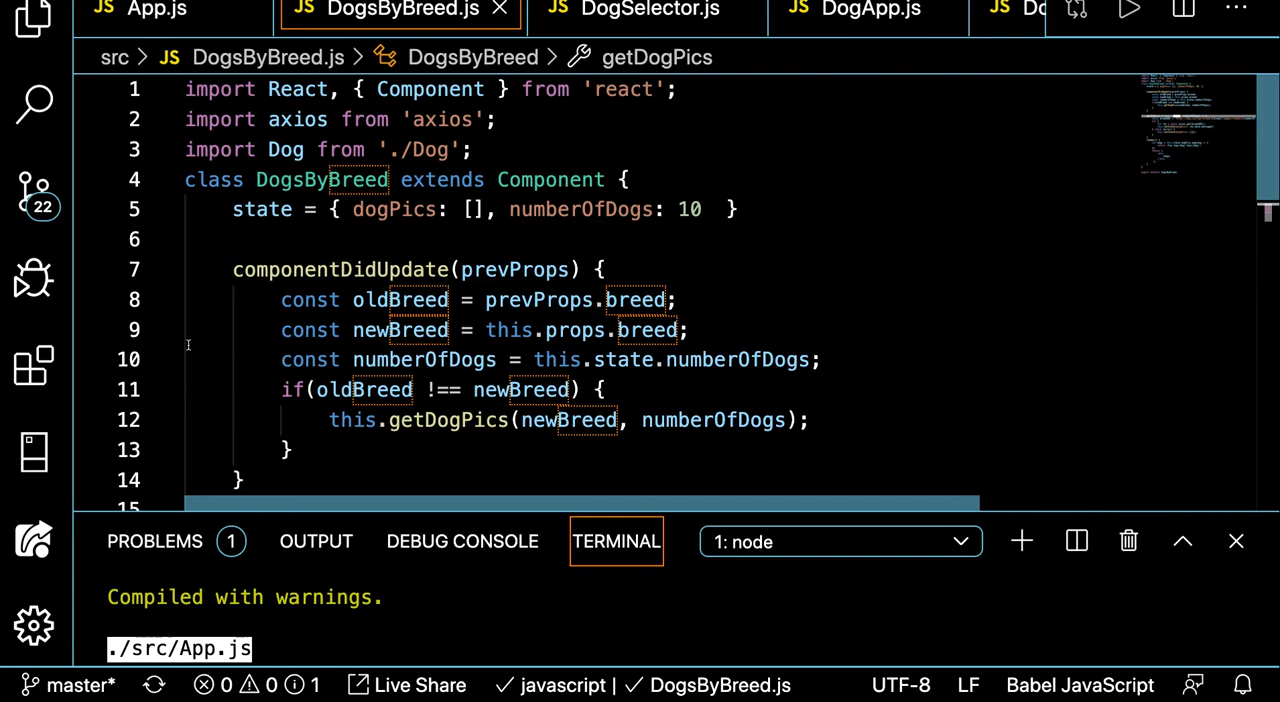 JS App.js JS DogsByBreed.js JS DogSelector.js JS DogApp.js JS Do
src > JS DogsByBreed.js > DogsByBreed > getDogPics
1 import React, { Component } from 'react';
2 import axios from 'axios';
3 import Dog from './Dog';
4 class DogsByBreed extends Component {
5 state = { dogPics: [], numberOfDogs: 10 }
6
7 componentDidUpdate(prevProps) {
8 const oldBreed = prevProps.breed;
9 const newBreed = this.props.breed;
10 const numberOfDogs = this.state.numberOfDogs;
11 if(oldBreed !== newBreed) {
12 this.getDogPics(newBreed, numberOfDogs);
13 }
14 }
15
22
PROBLEMS 1 OUTPUT DEBUG CONSOLE TERMINAL 1: node
Compiled with warnings.
./src/App.js
master* 0 0 1 Live Share ✓ javascript | ✓ DogsByBreed.js UTF-8 LF Babel JavaScript